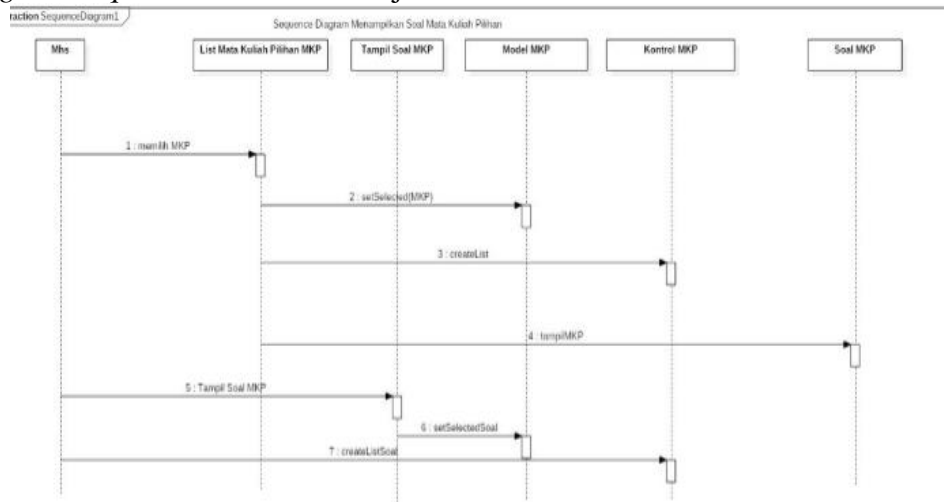 raction SequenceDiagram1
Sequence Diagram Menampilkan Soal Mata Kuliah Pilihan
Mhs
List Mata Kuliah Pilihan MKP
Tampil Soal MKP
Model MKP
Kontrol MKP
Soal MKP
1 : memilih MKP
2 : setSelected(MKP)
3 : createList
4 : tampilMKP
5 : Tampil Soal MKP
6 : setSelectedSoal
7 : createListSoal